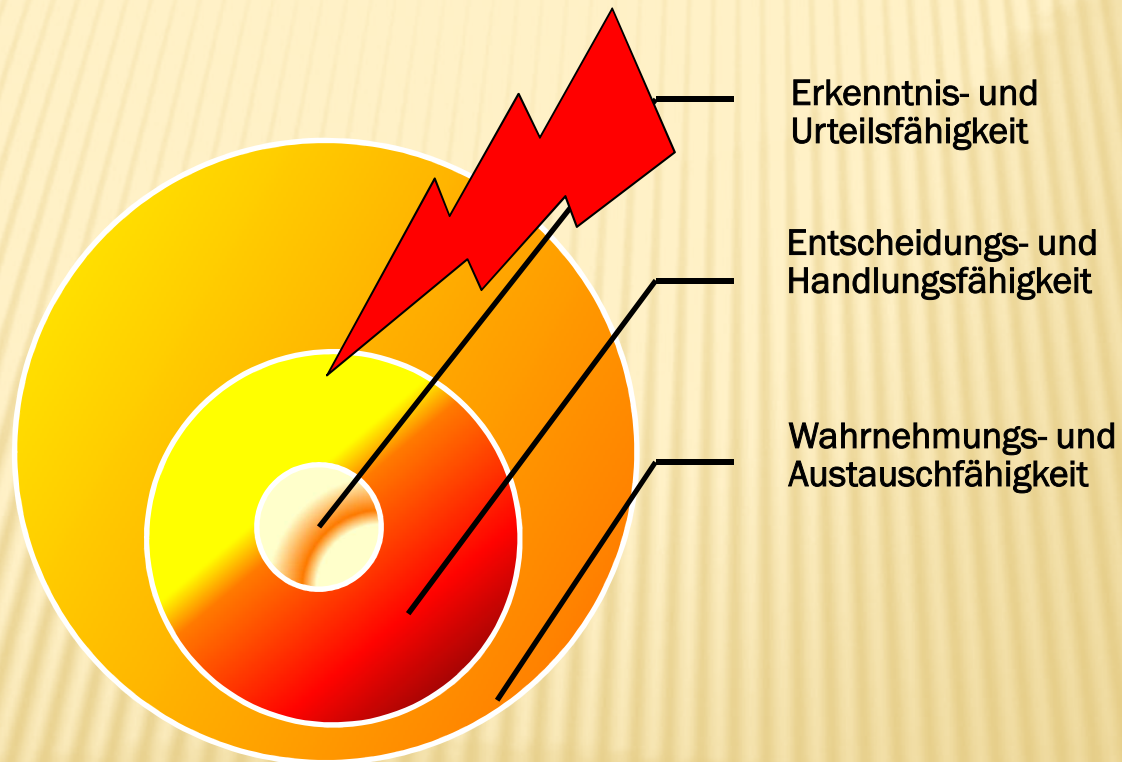 Erkenntnis- und
Urteilsfähigkeit
Entscheidungs- und
Handlungsfähigkeit
Wahrnehmungs- und
Austauschfähigkeit